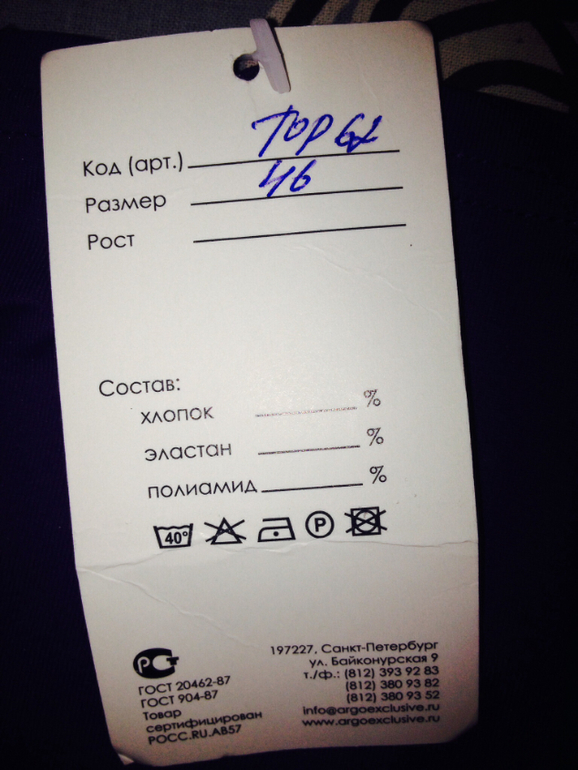 Код (арт.) ТОР 62
Размер 46
Рост
Состав:
хлопок %
эластан %
полиамид %
40° P
РСТ
ГОСТ 20462-87
ГОСТ 904-87
Товар
сертифицирован
РОСС.RU.АВ57
197227, Санкт-Петербург
ул. Байконурская 9
т./ф.: (812) 393 92 83
(812) 380 93 82
(812) 380 93 52
info@argoexclusive.ru
www.argoexclusive.ru